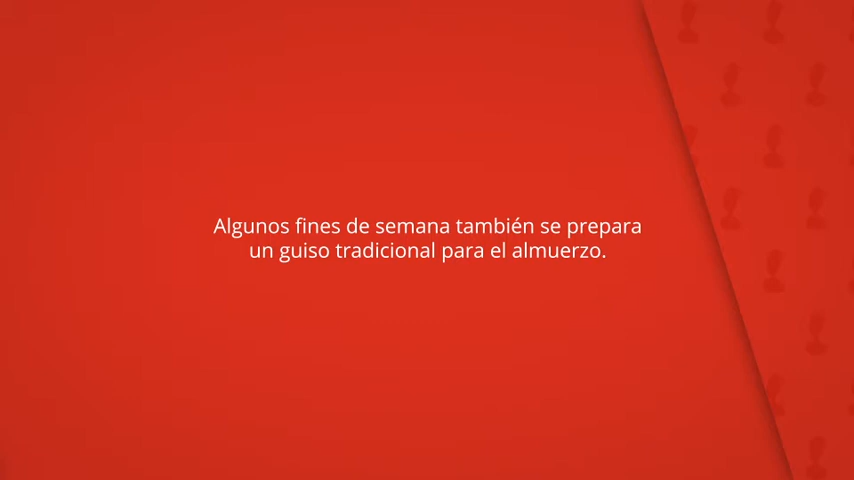 Algunos fines de semana también se prepara
un guiso tradicional para el almuerzo.